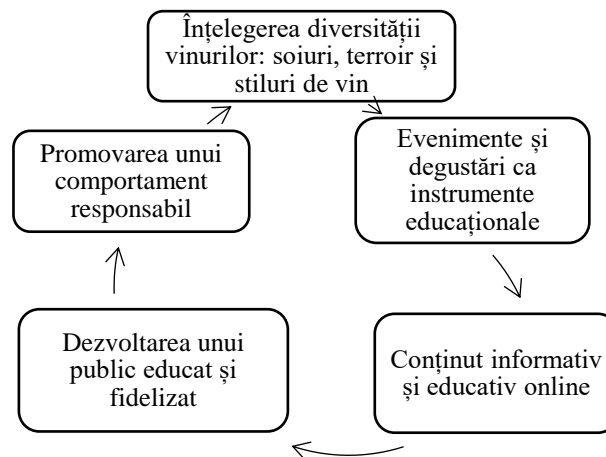 Înțelegerea diversității
vinurilor: soiuri, terroir și
stiluri de vin
Evenimente și
degustări ca
instrumente
educaționale
Conținut informativ
și educativ online
Dezvoltarea unui
public educat și
fidelizat
Promovarea unui
comportament
responsabil